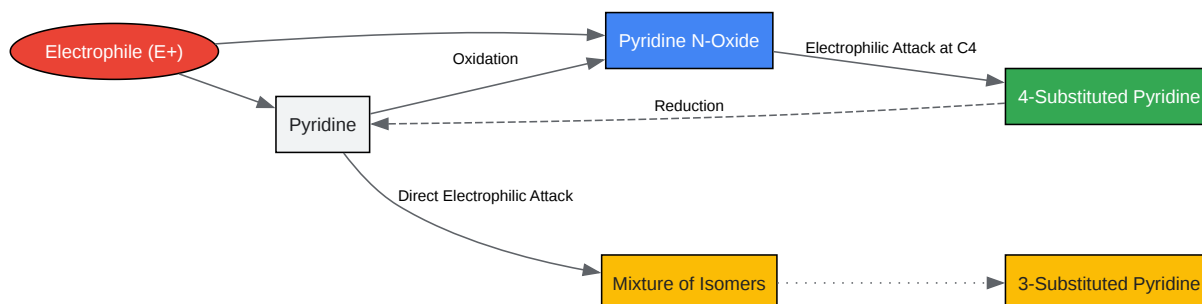 Electrophile (E+)
Pyridine N-Oxide
Electrophilic Attack at C4
Oxidation
4-Substituted Pyridine
Reduction
Pyridine
Direct Electrophilic Attack
Mixture of Isomers
3-Substituted Pyridine